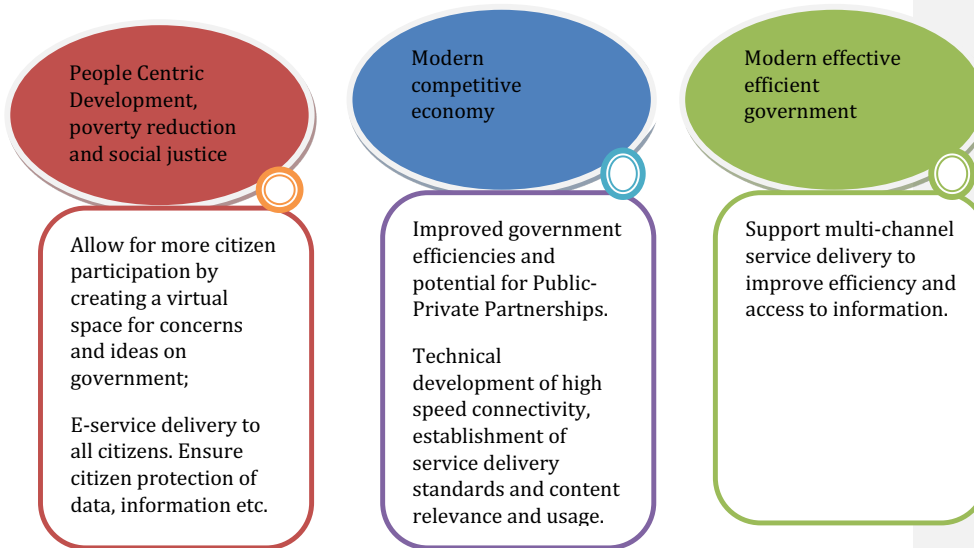 People Centric
Development,
poverty reduction
and social justice
Allow for more citizen
participation by
creating a virtual
space for concerns
and ideas on
government;
E-service delivery to
all citizens. Ensure
citizen protection of
data, information etc.
Modern
competitive
economy
Improved government
efficiencies and
potential for Public-
Private Partnerships.
Technical
development of high
speed connectivity,
establishment of
service delivery
standards and content
relevance and usage.
Modern effective
efficient
government
Support multi-channel
service delivery to
improve efficiency and
access to information.